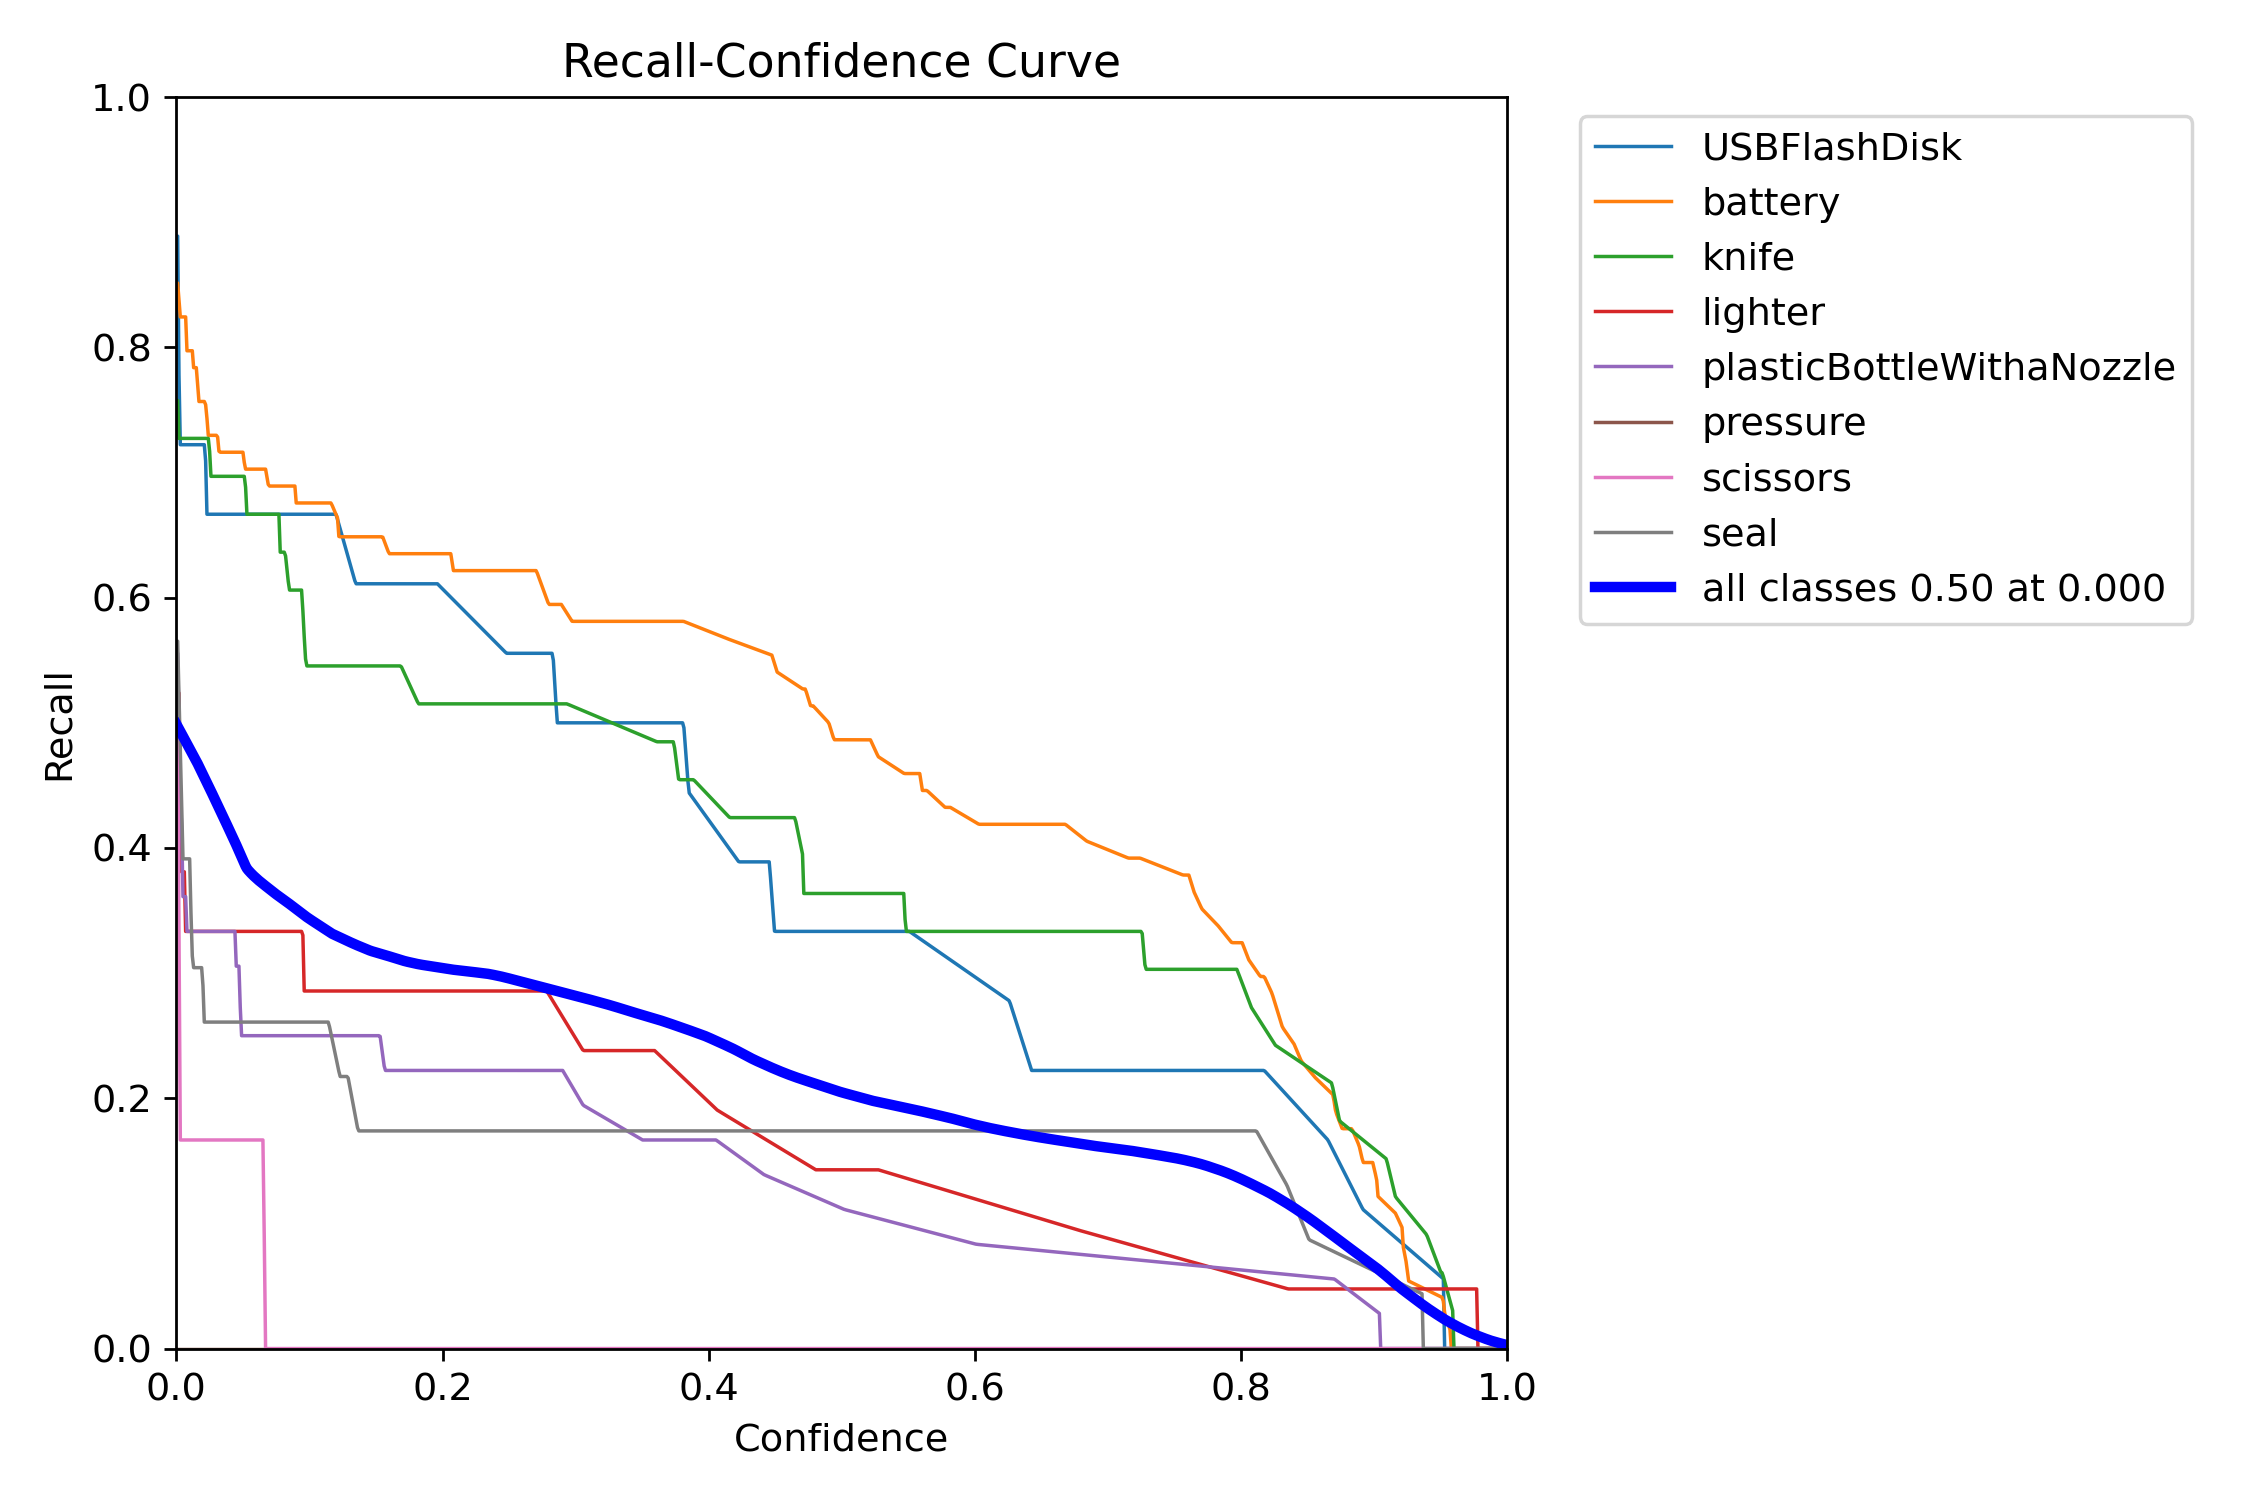 Recall-Confidence Curve
1.0
0.8
0.6
0.4
0.2
0.0
Recall
0.0 0.2 0.4 0.6 0.8 1.0
Confidence
USBFlashDisk
battery
knife
lighter
plasticBottleWithaNozzle
pressure
scissors
seal
all classes 0.50 at 0.000